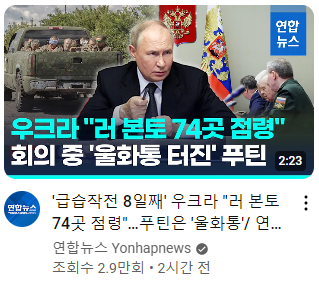 연합
뉴스
우크라 "러 본토 74곳 점령"
회의 중 '울화통 터진' 푸틴
2:23
연합뉴스
'급습작전 8일째' 우크라 "러 본토
74곳 점령"...푸틴은 '울화통'/ 연...
연합뉴스 Yonhapnews
조회수 2.9만회 • 2시간 전